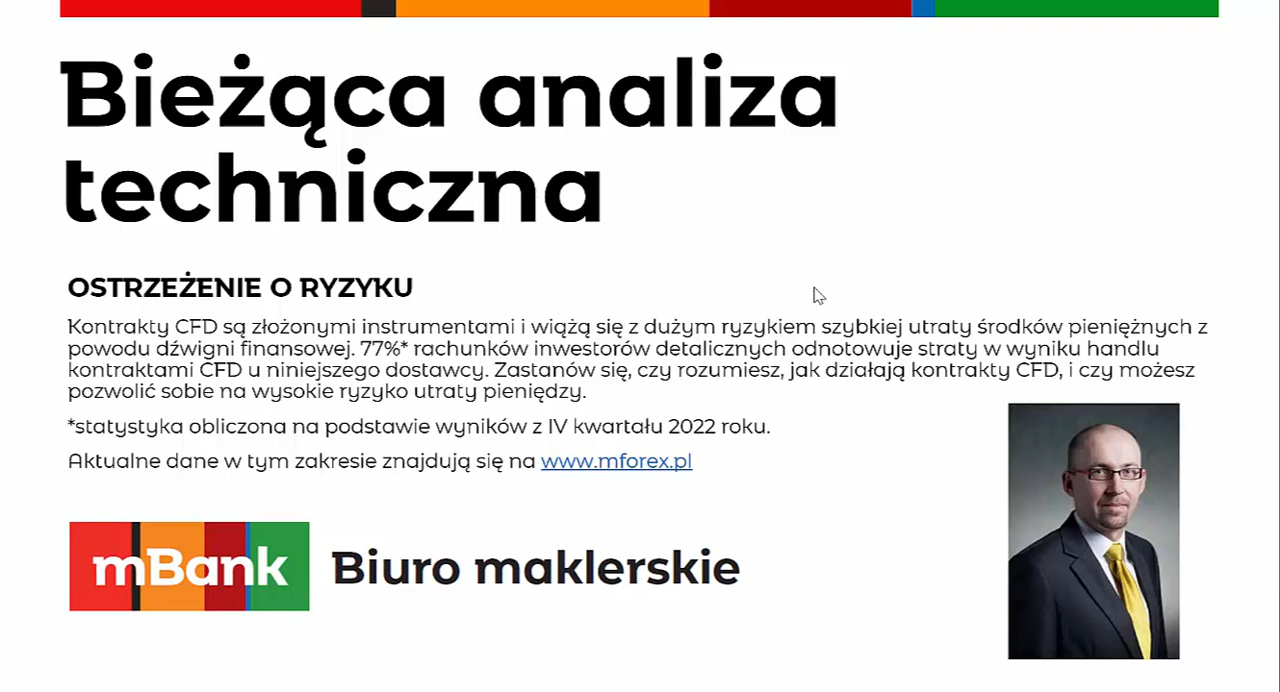 Bieżąca analiza
techniczna
OSTRZEŻENIE O RYZYKU
Kontrakty CFD są złożonymi instrumentami i wiążą się z dużym ryzykiem szybkiej utraty środków pieniężnych z
powodu dźwigni finansowej. 77%* rachunków inwestorów detalicznych odnotowuje straty w wyniku handlu
kontraktami CFD u niniejszego dostawcy. Zastanów się, czy rozumiesz, jak działają kontrakty CFD, i czy możesz
pozwolić sobie na wysokie ryzyko utraty pieniędzy.
*statystyka obliczona na podstawie wyników z IV kwartału 2022 roku.
Aktualne dane w tym zakresie znajdują się na www.mforex.pl
mBank Biuro maklerskie